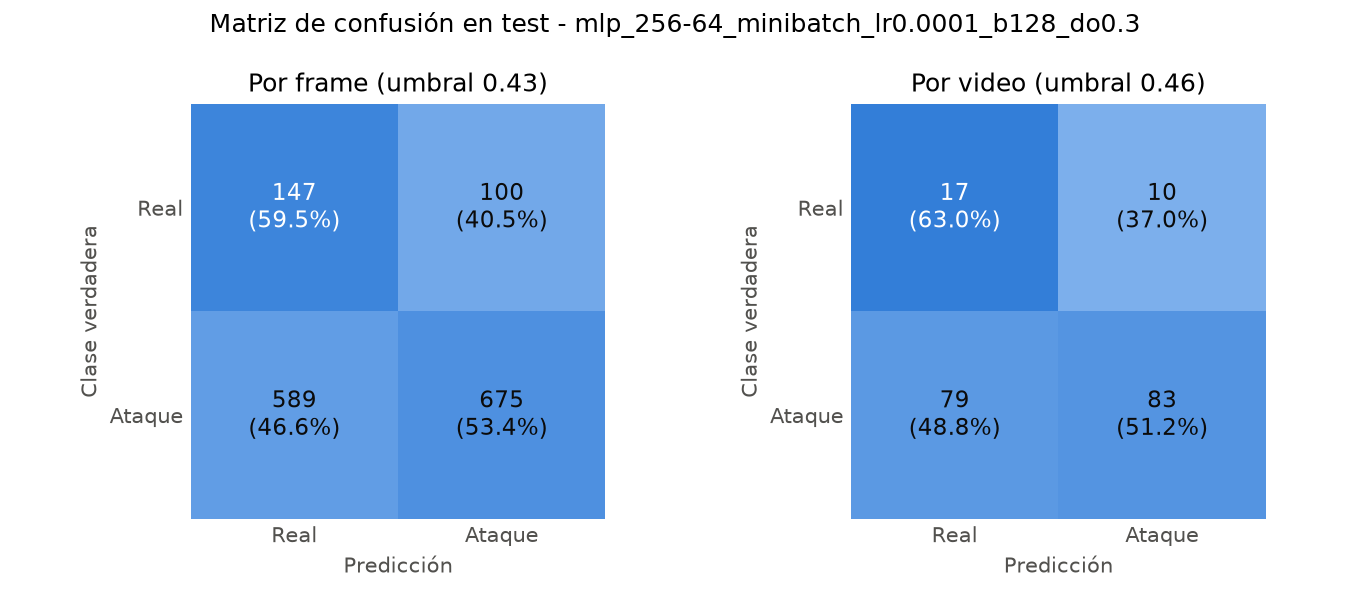 Matriz de confusión en test - mlp_256-64_minibatch_lr0.0001_b128_do0.3
Por frame (umbral 0.43)
Clase verdadera
Real
147
(59.5%)
100
(40.5%)
Ataque
589
(46.6%)
675
(53.4%)
Real
Ataque
Predicción
Por video (umbral 0.46)
Clase verdadera
Real
17
(63.0%)
10
(37.0%)
Ataque
79
(48.8%)
83
(51.2%)
Real
Ataque
Predicción